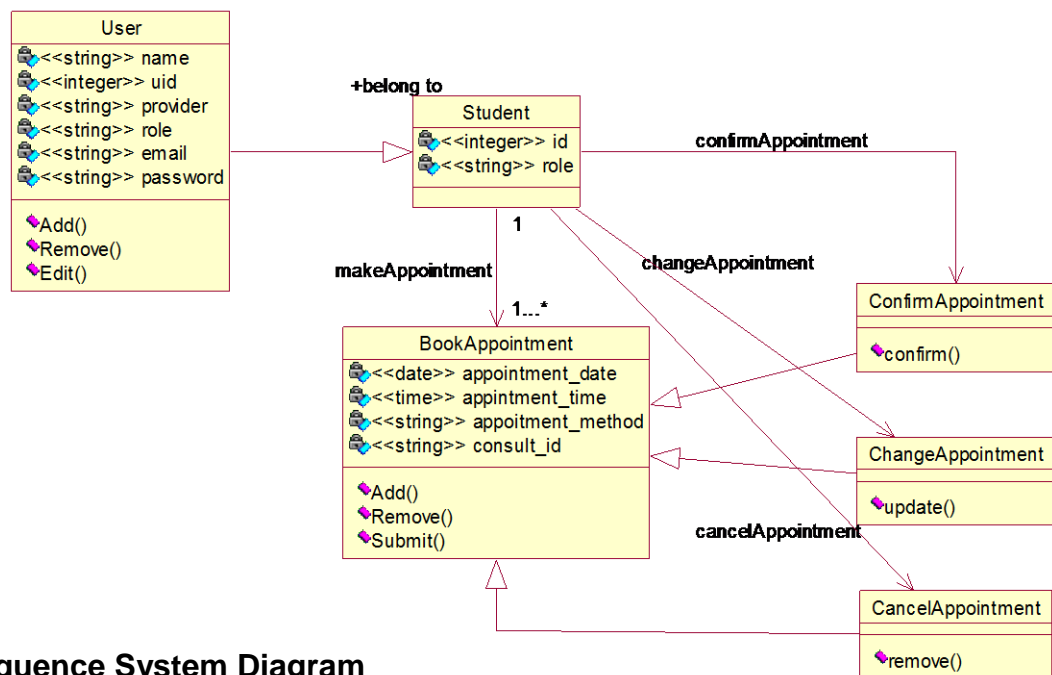 User
<<string>> name
<<integer>> uid
<<string>> provider
<<string>> role
<<string>> email
<<string>> password
Add()
Remove()
Edit()
+belong to
Student
<<integer>> id
<<string>> role
confirmAppointment
1
makeAppointment
changeAppointment
1...*
BookAppointment
<<date>> appointment_date
<<time>> appintment_time
<<string>> appoitment_method
<<string>> consult_id
Add()
Remove()
Submit()
ConfirmAppointment
confirm()
ChangeAppointment
update()
cancelAppointment
CancelAppointment
remove()
quence System Diagram